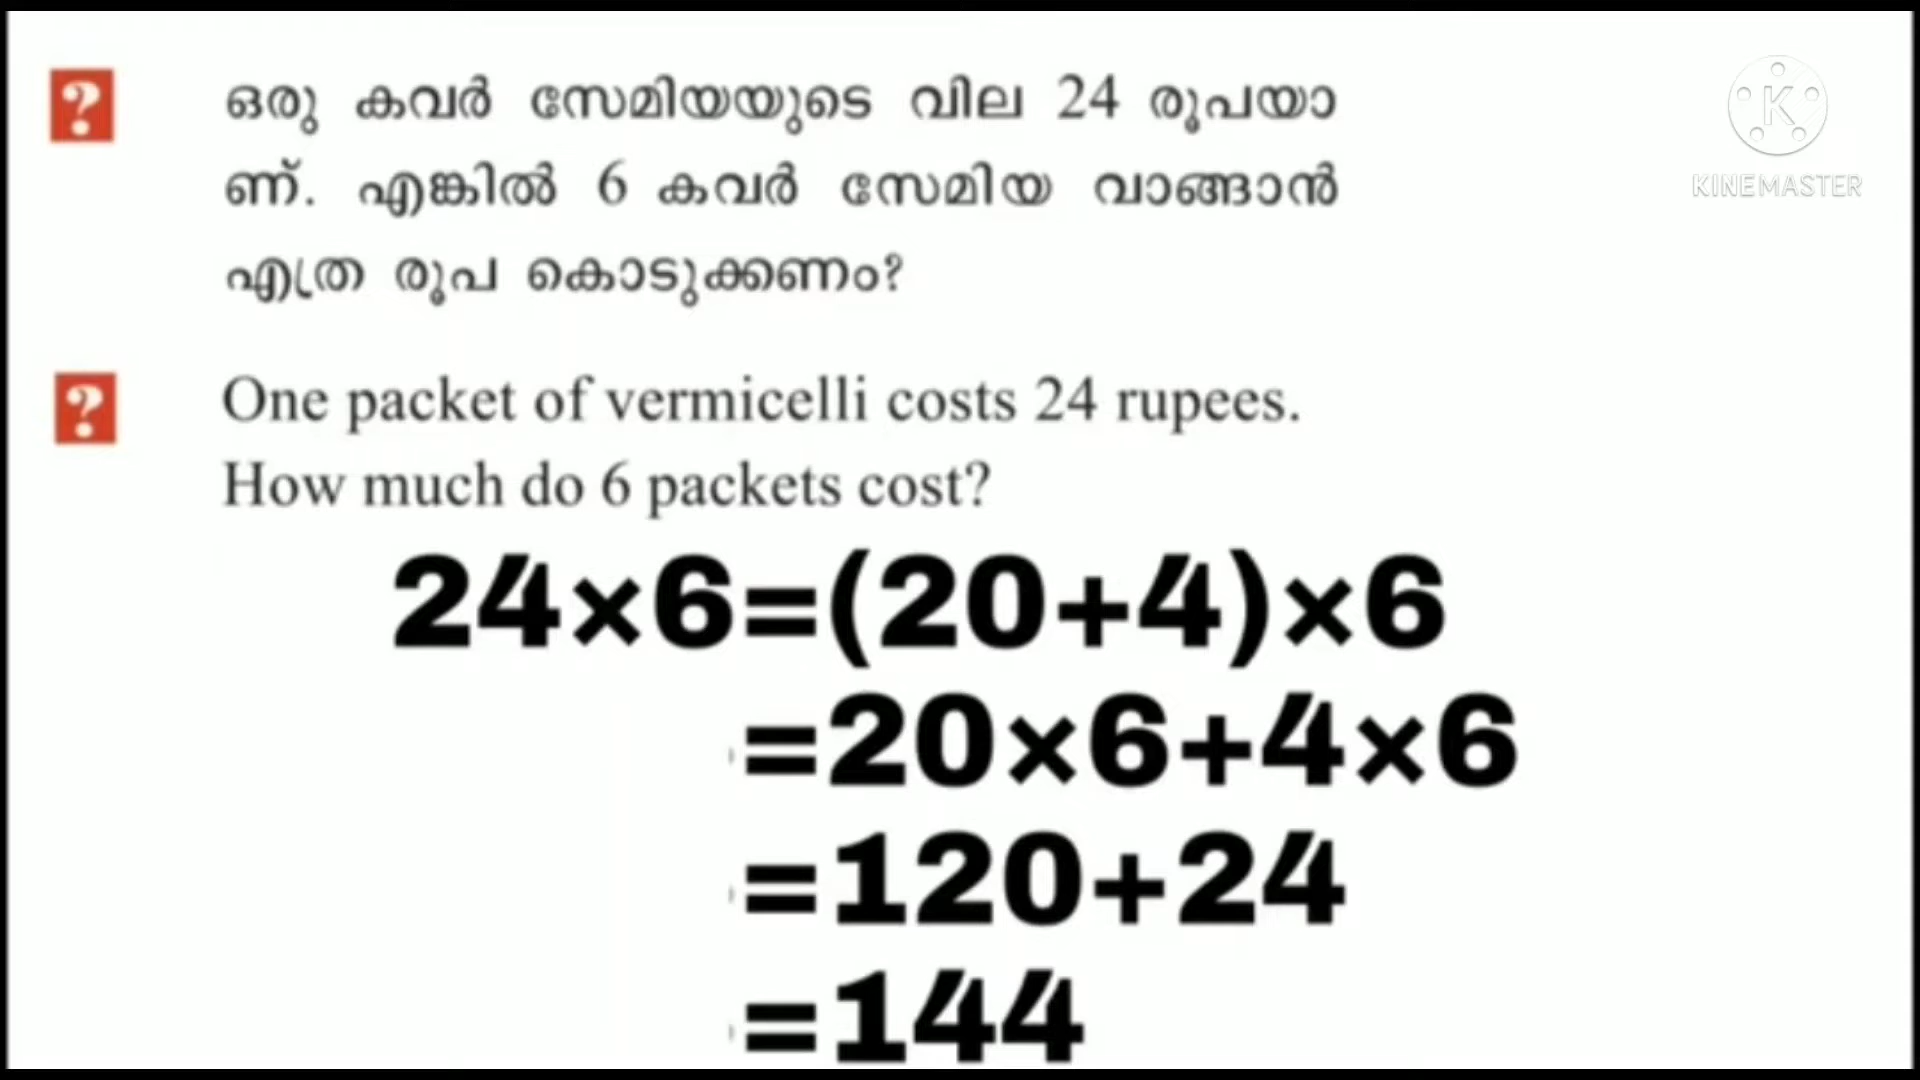 ഒരു കവർ സേമിയയുടെ വില 24 രൂപയാ
ണ്. എങ്കിൽ 6 കവർ സേമിയ വാങ്ങാൻ
എത്ര രൂപ കൊടുക്കണം?
One packet of vermicelli costs 24 rupees.
How much do 6 packets cost?
24×6=(20+4)×6
=20×6+4×6
=120+24
=144
K
KINEMASTER